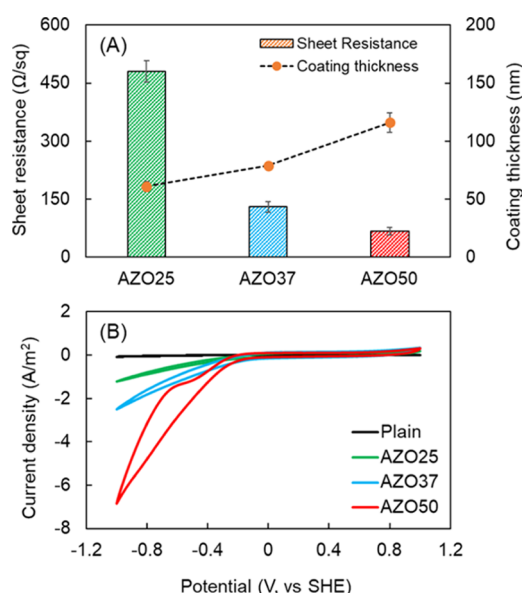 (A)
Sheet resistance (Ω/sq)
600
450
300
150
0
Sheet Resistance
Coating thickness
Coating thickness (nm)
200
150
100
50
0
AZO25 AZO37 AZO50
(B)
Current density (A/m²)
2
0
-2
-4
-6
-8
Plain
AZO25
AZO37
AZO50
-1.2 -0.8 -0.4 0 0.4 0.8 1.2
Potential (V, vs SHE)